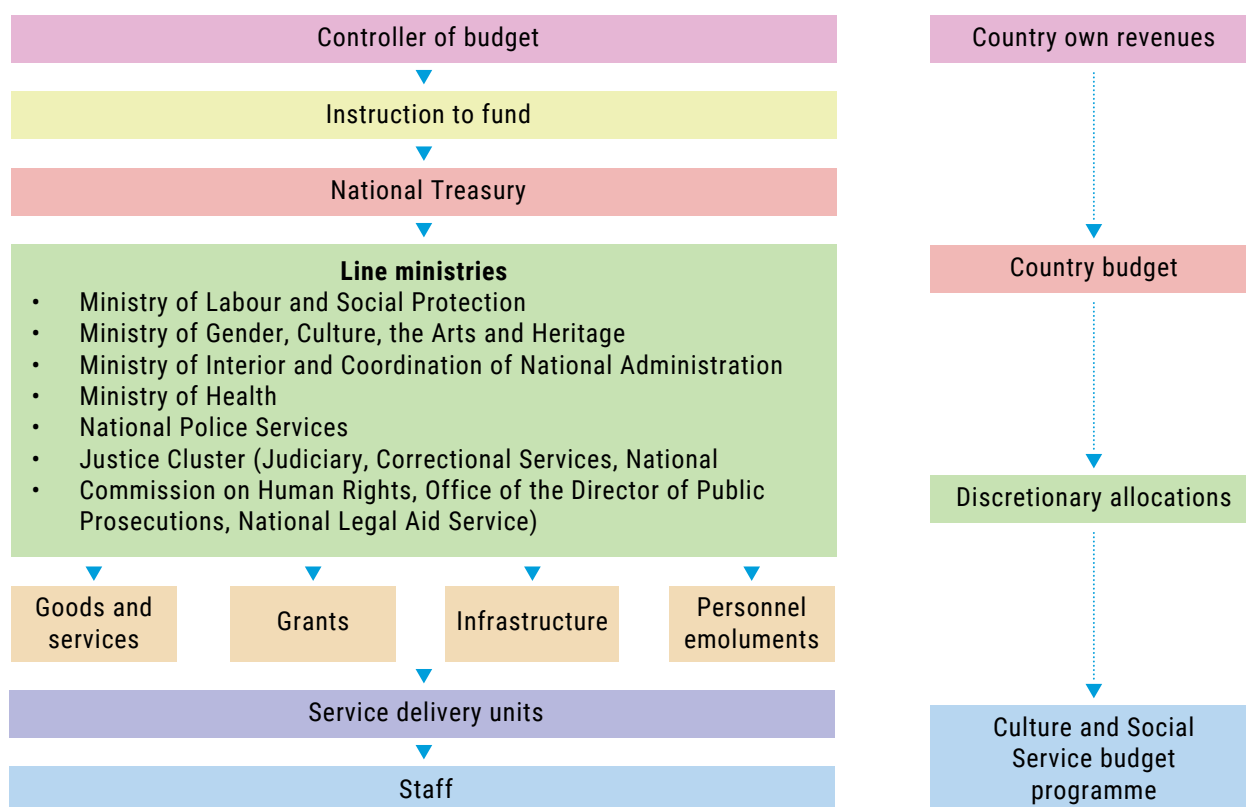 Controller of budget
Instruction to fund
National Treasury
Line ministries
• Ministry of Labour and Social Protection
• Ministry of Gender, Culture, the Arts and Heritage
• Ministry of Interior and Coordination of National Administration
• Ministry of Health
• National Police Services
• Justice Cluster (Judiciary, Correctional Services, National
• Commission on Human Rights, Office of the Director of Public
Prosecutions, National Legal Aid Service)
Goods and
services
Grants
Infrastructure
Personnel
emoluments
Service delivery units
Staff
Country own revenues
Country budget
Discretionary allocations
Culture and Social
Service budget
programme